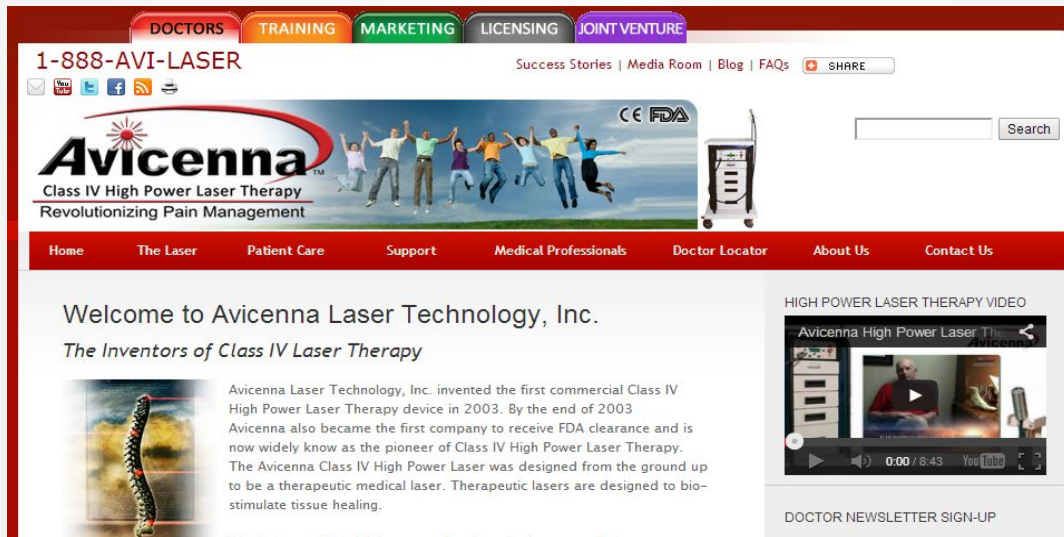 DOCTORS TRAINING MARKETING LICENSING JOINT VENTURE
1-888-AVI-LASER
Success Stories | Media Room | Blog | FAQs SHARE
You Tube
CE FDA
Avicenna™
Class IV High Power Laser Therapy
Revolutionizing Pain Management
Search
Home The Laser Patient Care Support Medical Professionals Doctor Locator About Us Contact Us
Welcome to Avicenna Laser Technology, Inc.
The Inventors of Class IV Laser Therapy
Avicenna Laser Technology, Inc. invented the first commercial Class IV
High Power Laser Therapy device in 2003. By the end of 2003
Avicenna also became the first company to receive FDA clearance and is
now widely know as the pioneer of Class IV High Power Laser Therapy.
The Avicenna Class IV High Power Laser was designed from the ground up
to be a therapeutic medical laser. Therapeutic lasers are designed to bio-
stimulate tissue healing.
HIGH POWER LASER THERAPY VIDEO
Avicenna High Power Laser The
Avicenna
0:00 / 8:43 YouTube
DOCTOR NEWSLETTER SIGN-UP